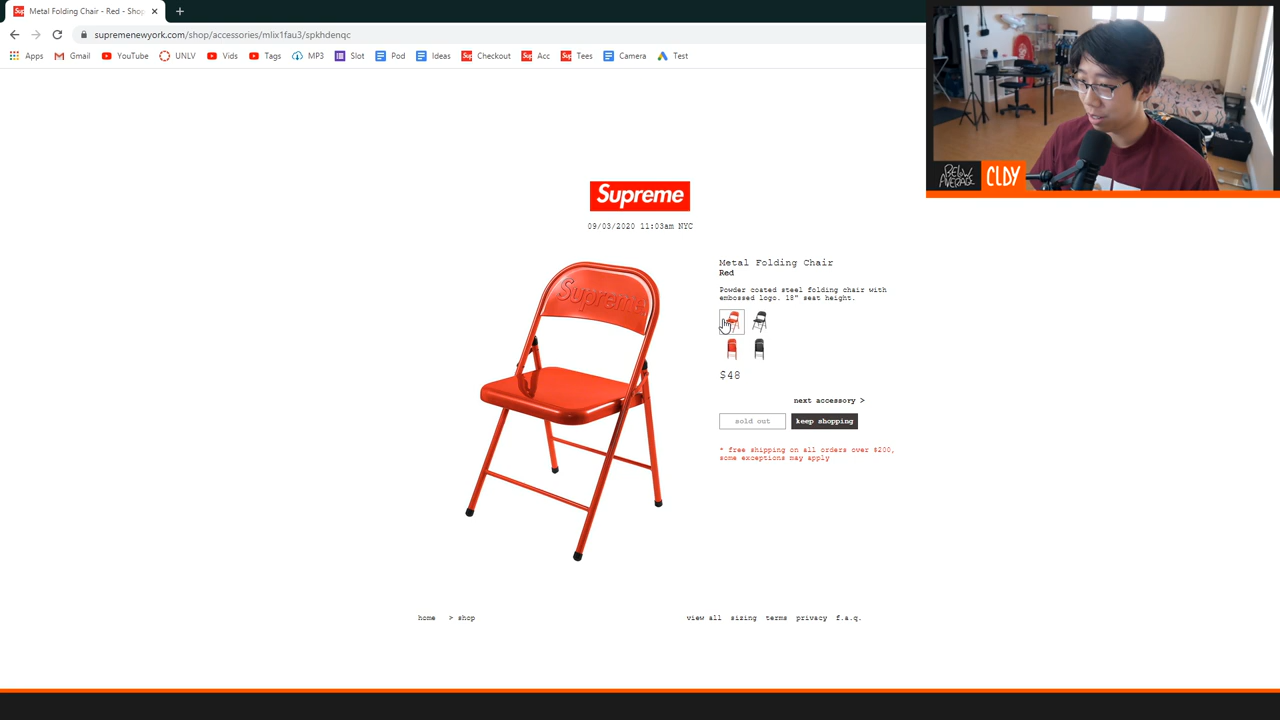 Metal Folding Chair - Red - Shop
supremenewyork.com/shop/accessories/mlix1fau3/spkhdenqc
Apps Gmail YouTube UNLV Vids Tags MP3 Slot Pod Ideas Checkout Acc Tees Camera Test
BELOW AVERAGE
CLDY
Supreme
09/03/2020 11:03am NYC
Supreme
Metal Folding Chair
Red
Powder coated steel folding chair with
embossed logo. 18" seat height.
$48
next accessory >
sold out keep shopping
* free shipping on all orders over $200,
some exceptions may apply
home > shop
view all sizing terms privacy f.a.q.